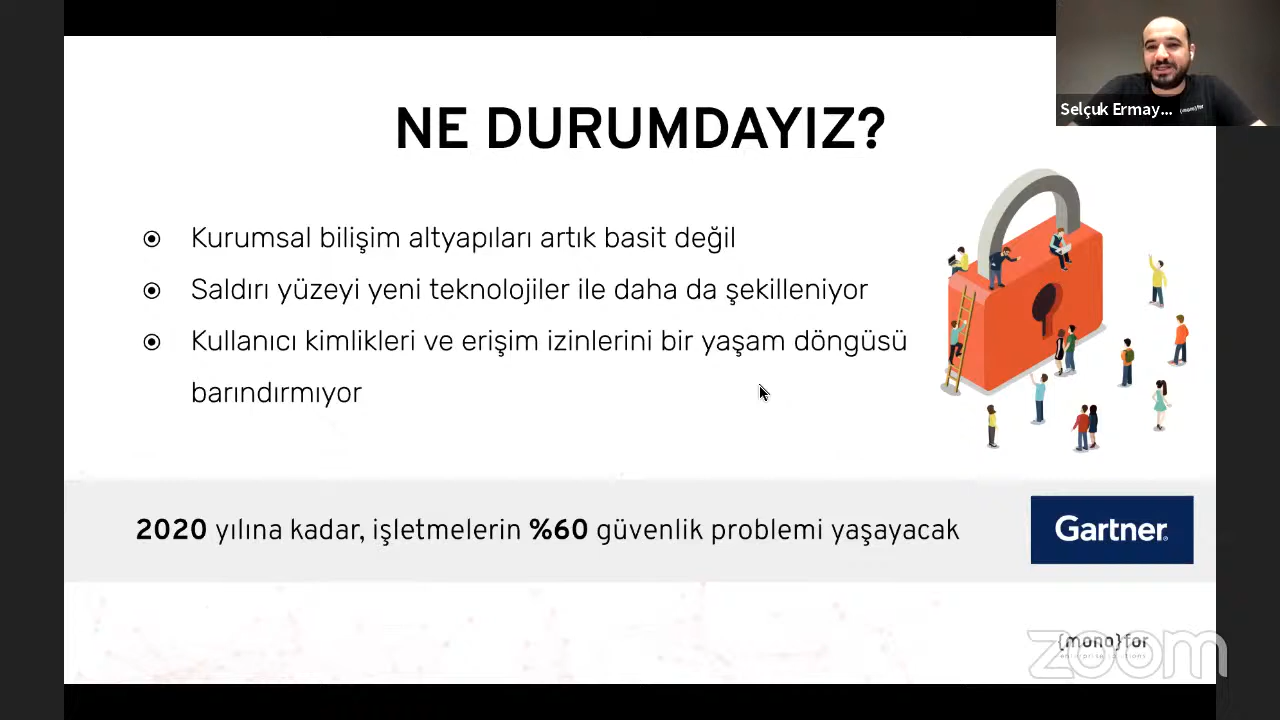 Selçuk Ermay...
NE DURUMDAYIZ?
Kurumsal bilişim altyapıları artık basit değil
Saldırı yüzeyi yeni teknolojiler ile daha da şekilleniyor
Kullanıcı kimlikleri ve erişim izinlerini bir yaşam döngüsü
barındırmıyor
2020 yılına kadar, işletmelerin %60 güvenlik problemi yaşayacak
Gartner
{mono}for
zoom